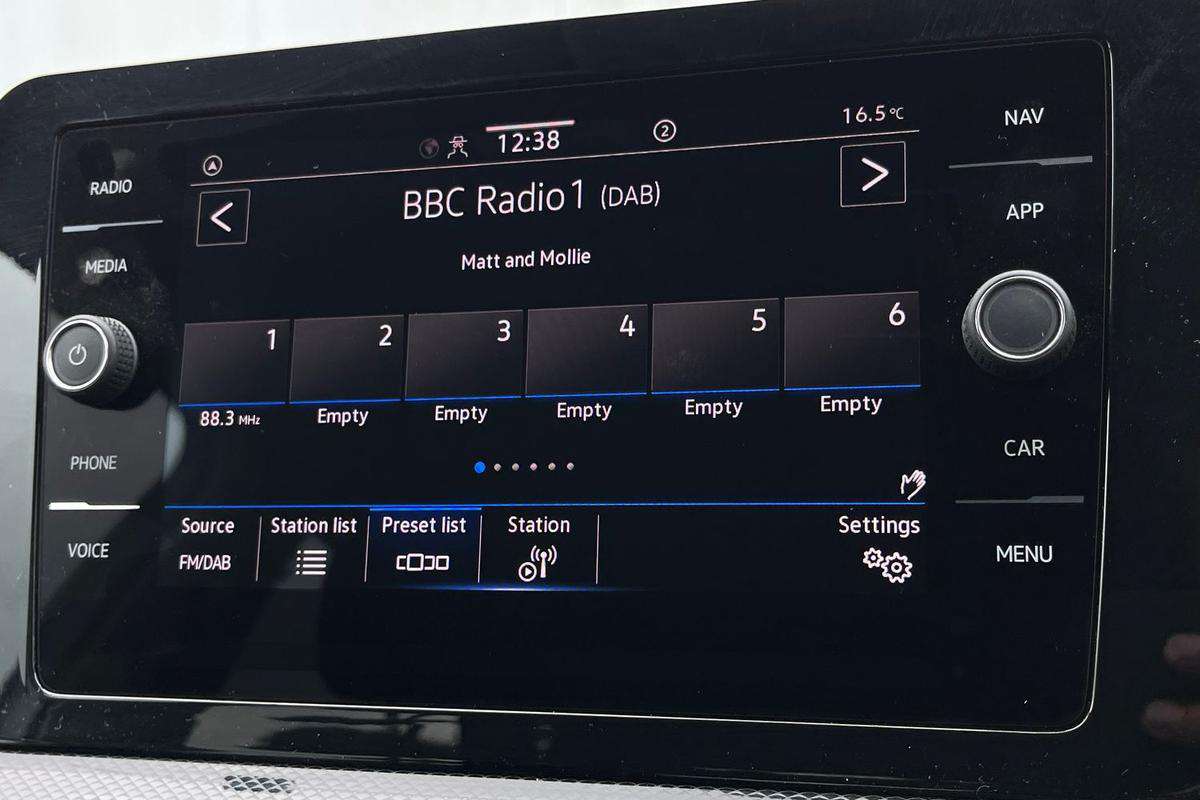 16.5°C
12:38
2
NAV
RADIO
BBC Radio 1 (DAB)
APP
MEDIA
Matt and Mollie
1 2 3 4 5 6
88.3 MHz Empty Empty Empty Empty Empty
PHONE
CAR
Source Station list Preset list Station Settings
FM/DAB
VOICE
MENU